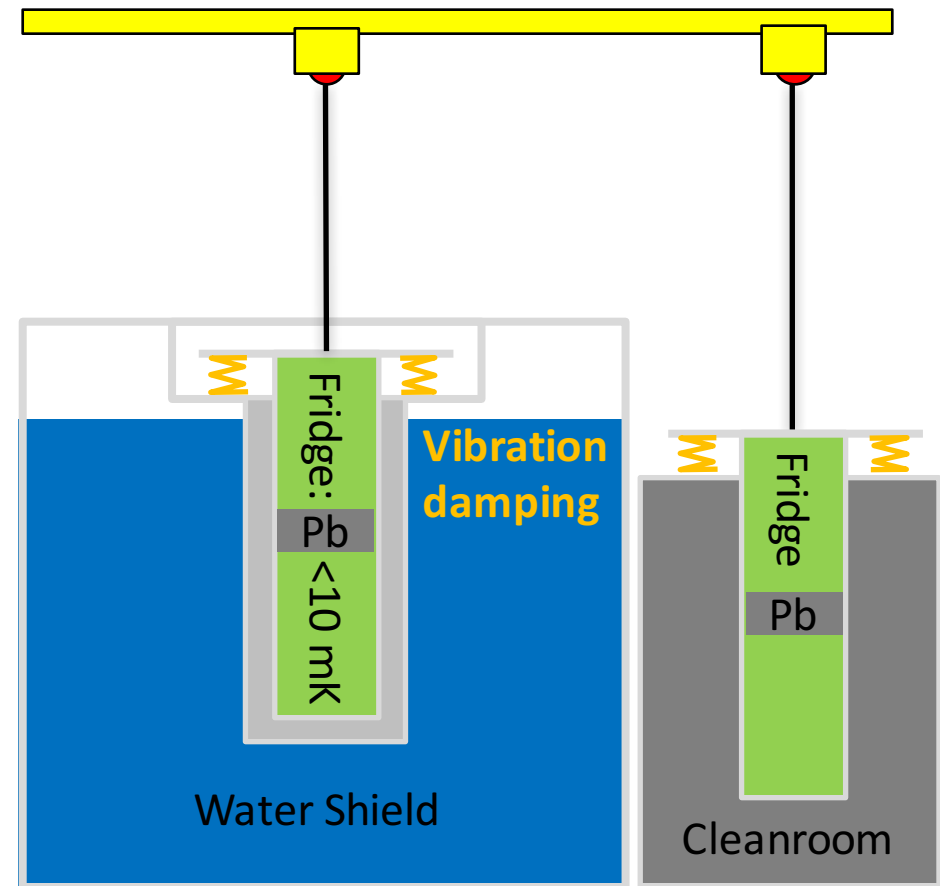 Fridge:
Pb
<10 mK
Vibration
damping
Water Shield
Fridge
Pb
Cleanroom